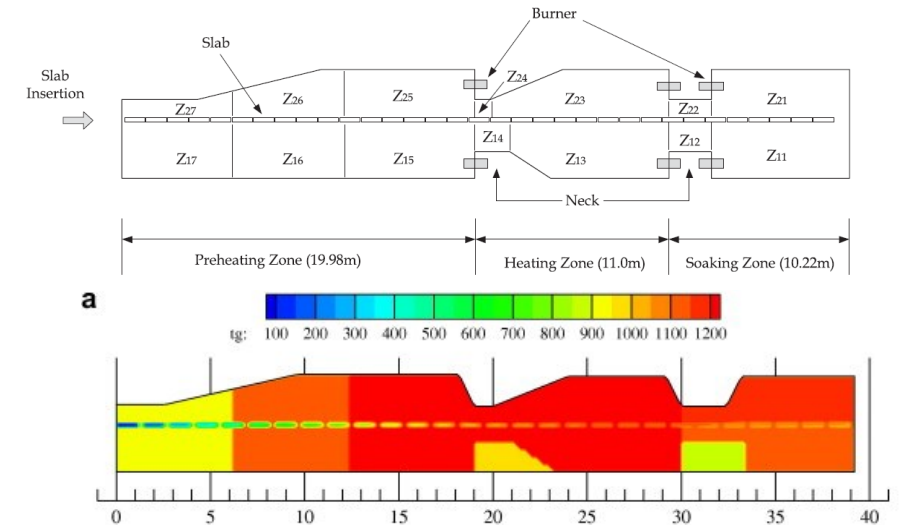 Burner
Slab
Slab
Insertion
Z24
Z27
Z26
Z25
Z23
Z22
Z21
Z17
Z16
Z15
Z14
Z13
Z12
Z11
Neck
Preheating Zone (19.98m)
Heating Zone (11.0m)
Soaking Zone (10.22m)
a
tg: 100 200 300 400 500 600 700 800 900 1000 1100 1200
0 5 10 15 20 25 30 35 40